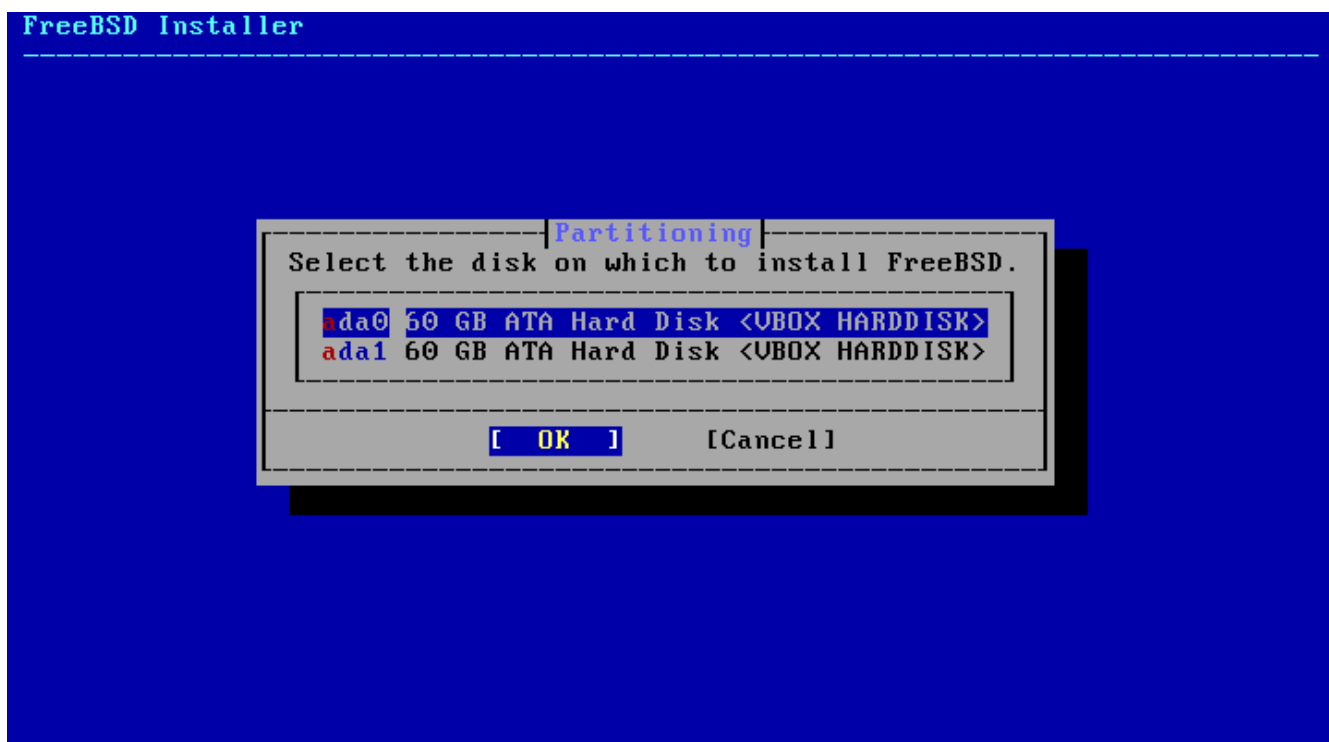 FreeBSD Installer
Partitioning
Select the disk on which to install FreeBSD.
ada0 60 GB ATA Hard Disk <VBOX HARDDISK>
ada1 60 GB ATA Hard Disk <VBOX HARDDISK>
[ OK ] [Cancel]